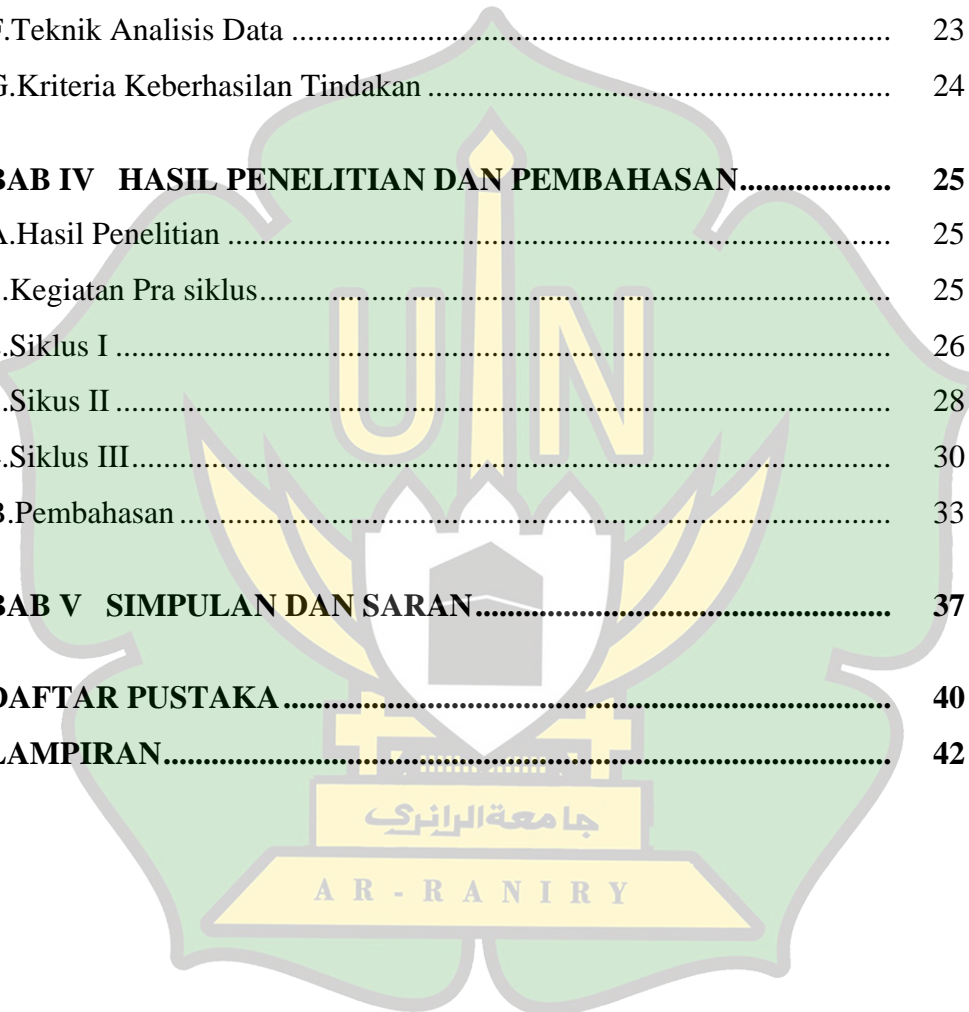 F.Teknik Analisis Data ........................................................................... 23
G.Kriteria Keberhasilan Tindakan .......................................................... 24
BAB IV HASIL PENELITIAN DAN PEMBAHASAN................... 25
A.Hasil Penelitian ................................................................................... 25
.Kegiatan Pra siklus............................................................................... 25
.Siklus I ................................................................................................. 26
.Sikus II ................................................................................................. 28
.Siklus III............................................................................................... 30
B.Pembahasan ......................................................................................... 33
BAB V SIMPULAN DAN SARAN.................................................... 37
DAFTAR PUSTAKA ............................................................................ 40
LAMPIRAN........................................................................................... 42
UIN
جامعة الرانري
AR-RANIRY